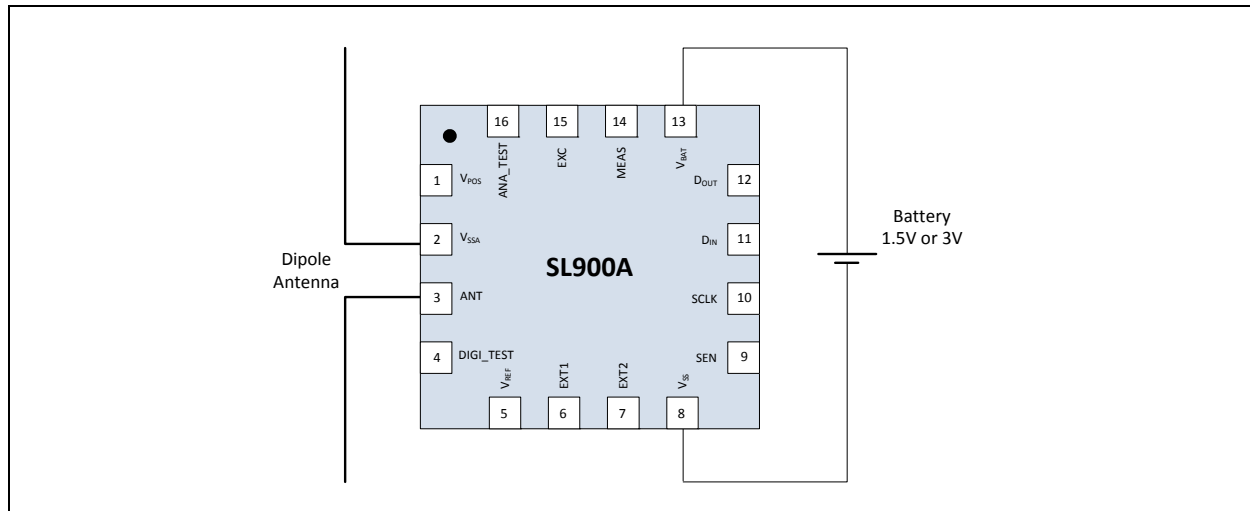 16
15
14
13
ANA_TEST
EXC
MEAS
VBAT
1
VPOS
DOUT
12
2
VSSA
DIN
11
Battery
1.5V or 3V
Dipole
Antenna
SL900A
3
ANT
SCLK
10
4
DIGI_TEST
SEN
9
VREF
EXT1
EXT2
VSS
5
6
7
8